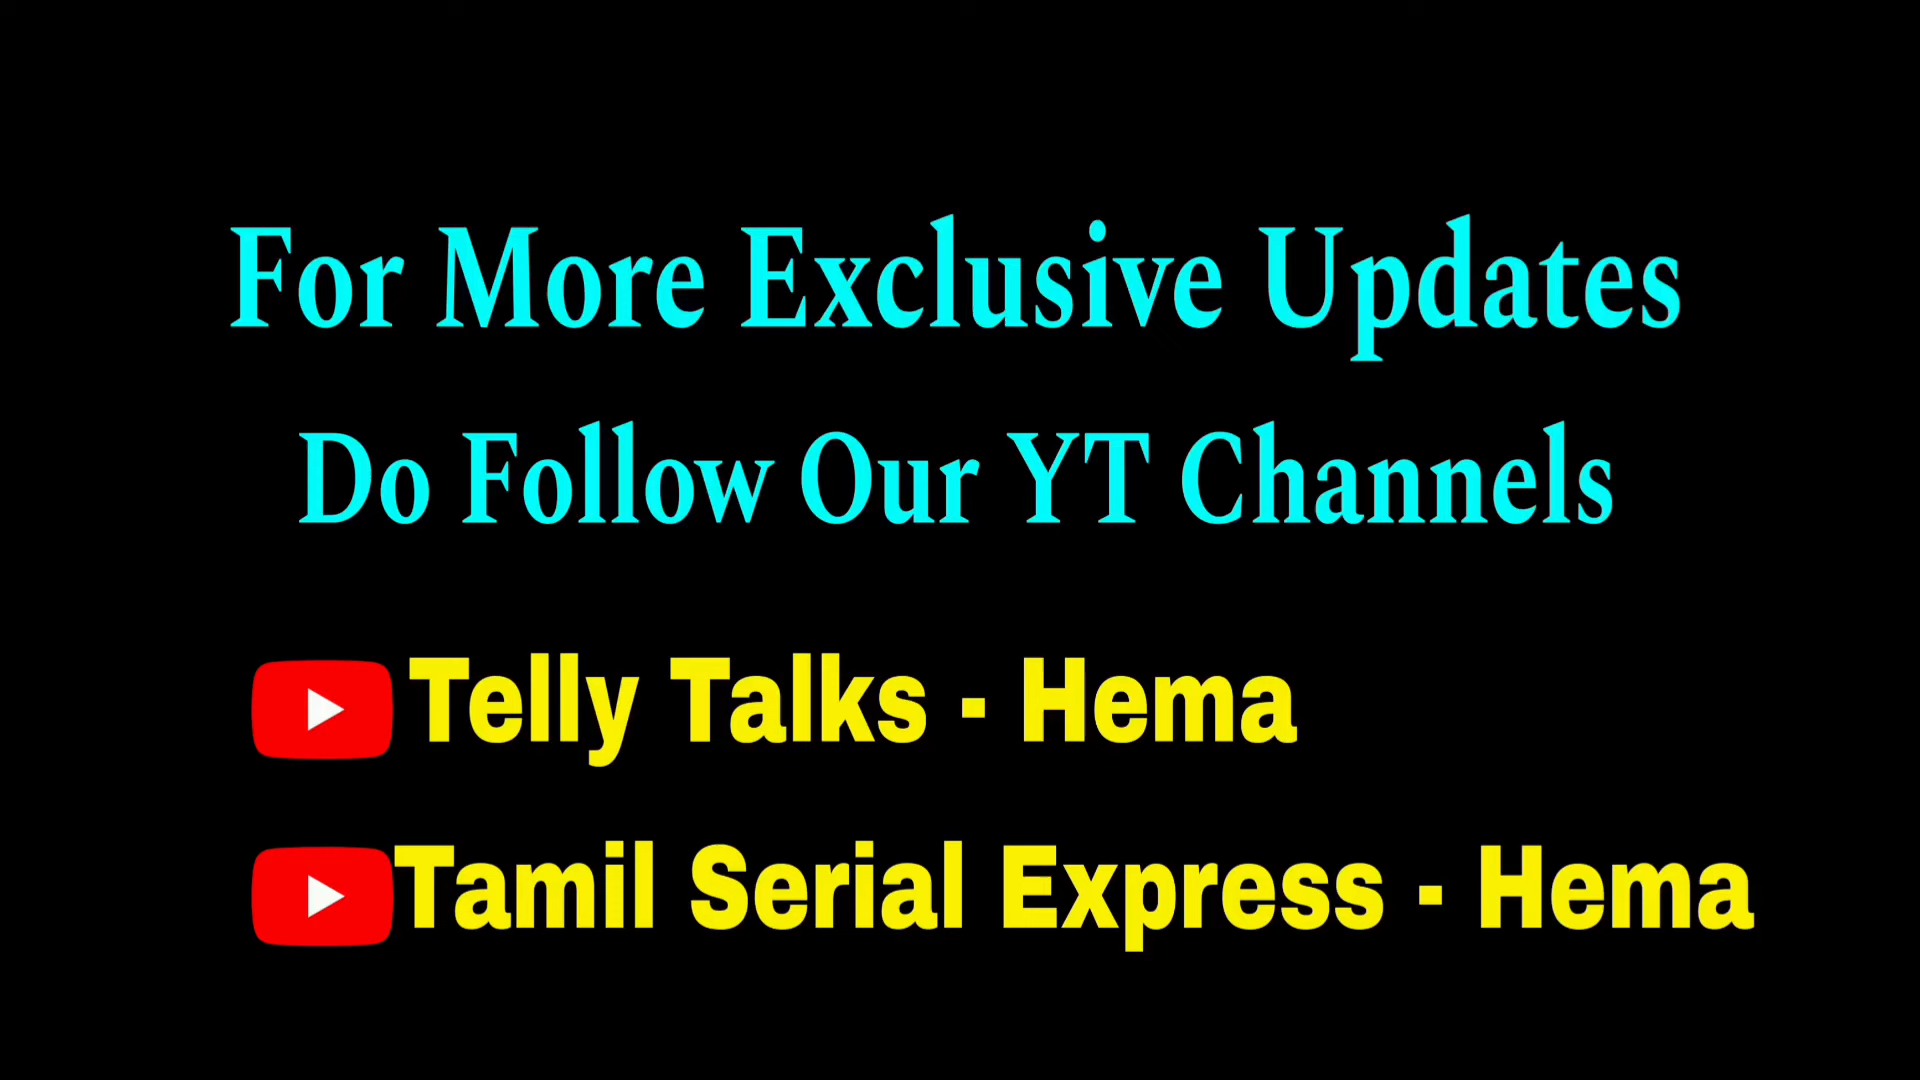 For More Exclusive Updates
Do Follow Our YT Channels
Telly Talks - Hema
Tamil Serial Express - Hema